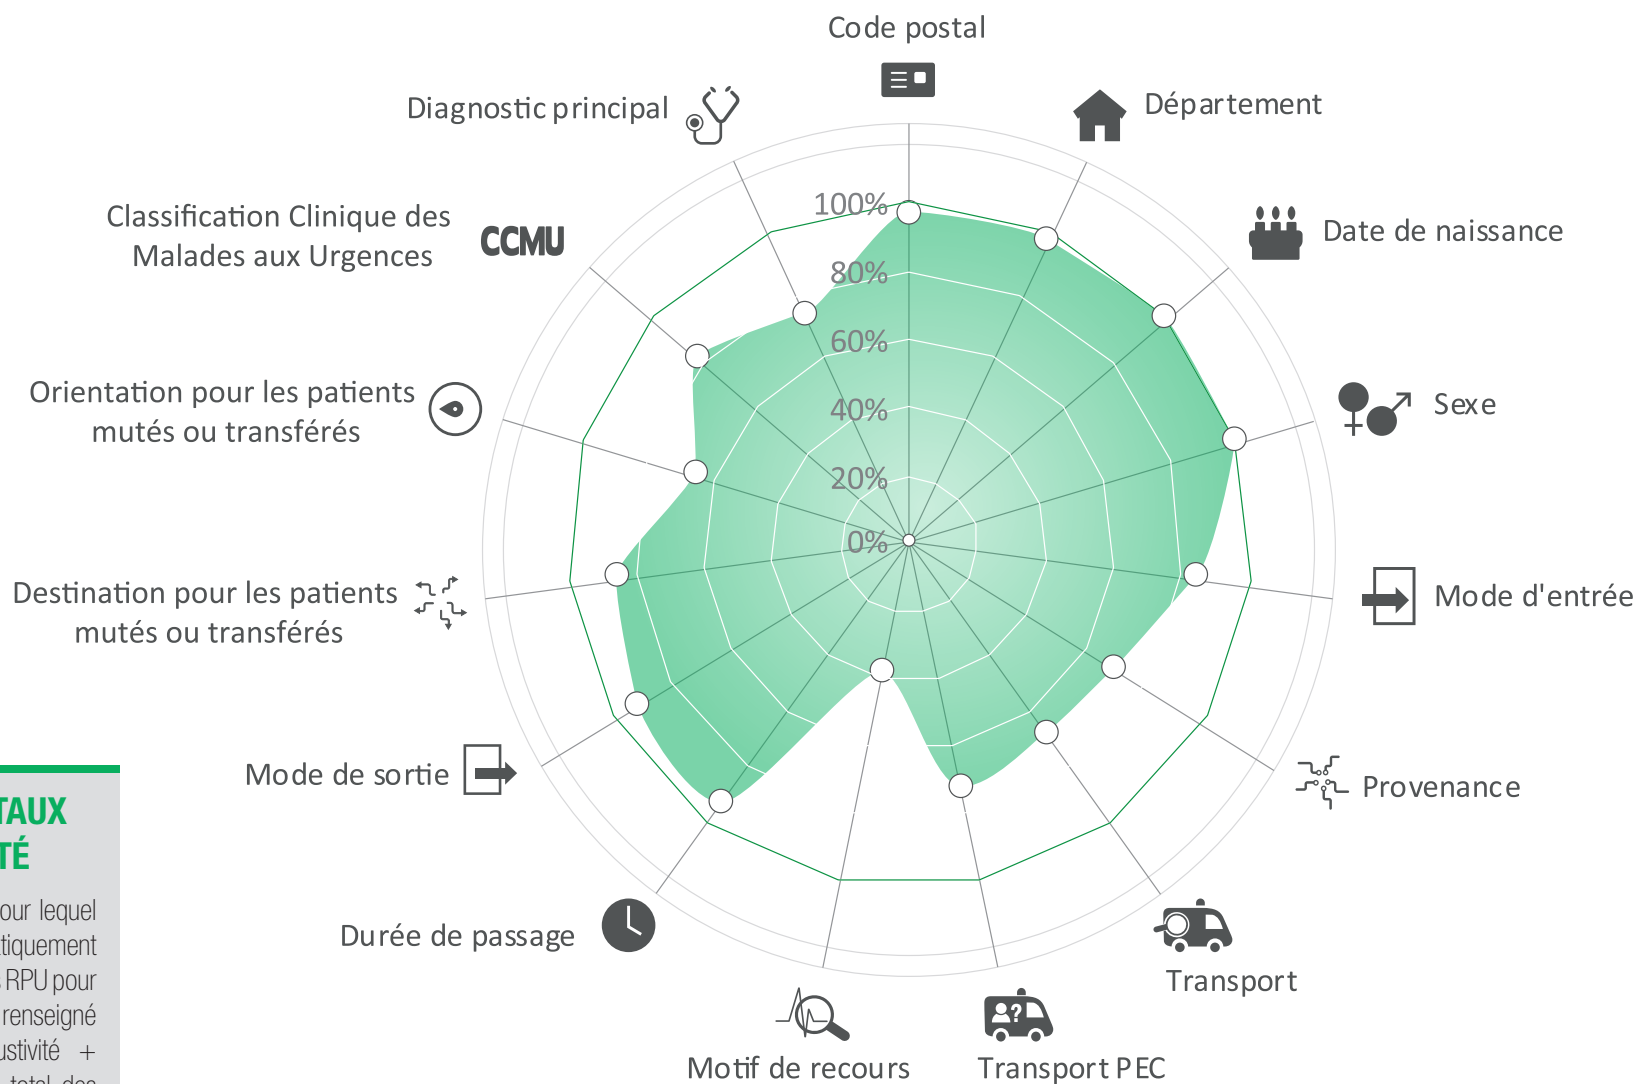 Code postal
Diagnostic principal
Département
Classification Clinique des
Malades aux Urgences
CCMU
Date de naissance
100%
80%
60%
40%
20%
0%
Orientation pour les patients
mutés ou transférés
Sexe
Destination pour les patients
mutés ou transférés
Mode d'entrée
Mode de sortie
Provenance
Durée de passage
Transport
?
Motif de recours
Transport PEC
TAUX
TÉ
our lequel
tiquement
RPU pour
renseigné
ustivité +
total des